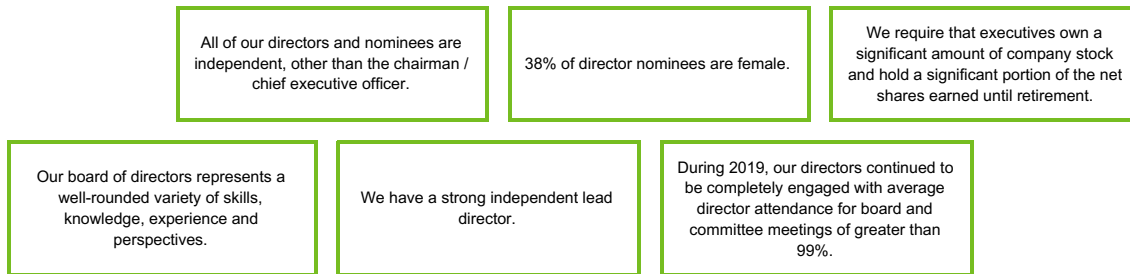 All of our directors and nominees are
independent, other than the chairman /
chief executive officer.
38% of director nominees are female.
We require that executives own a
significant amount of company stock
and hold a significant portion of the net
shares earned until retirement.
Our board of directors represents a
well-rounded variety of skills,
knowledge, experience and
perspectives.
We have a strong independent lead
director.
During 2019, our directors continued to
be completely engaged with average
director attendance for board and
committee meetings of greater than
99%.